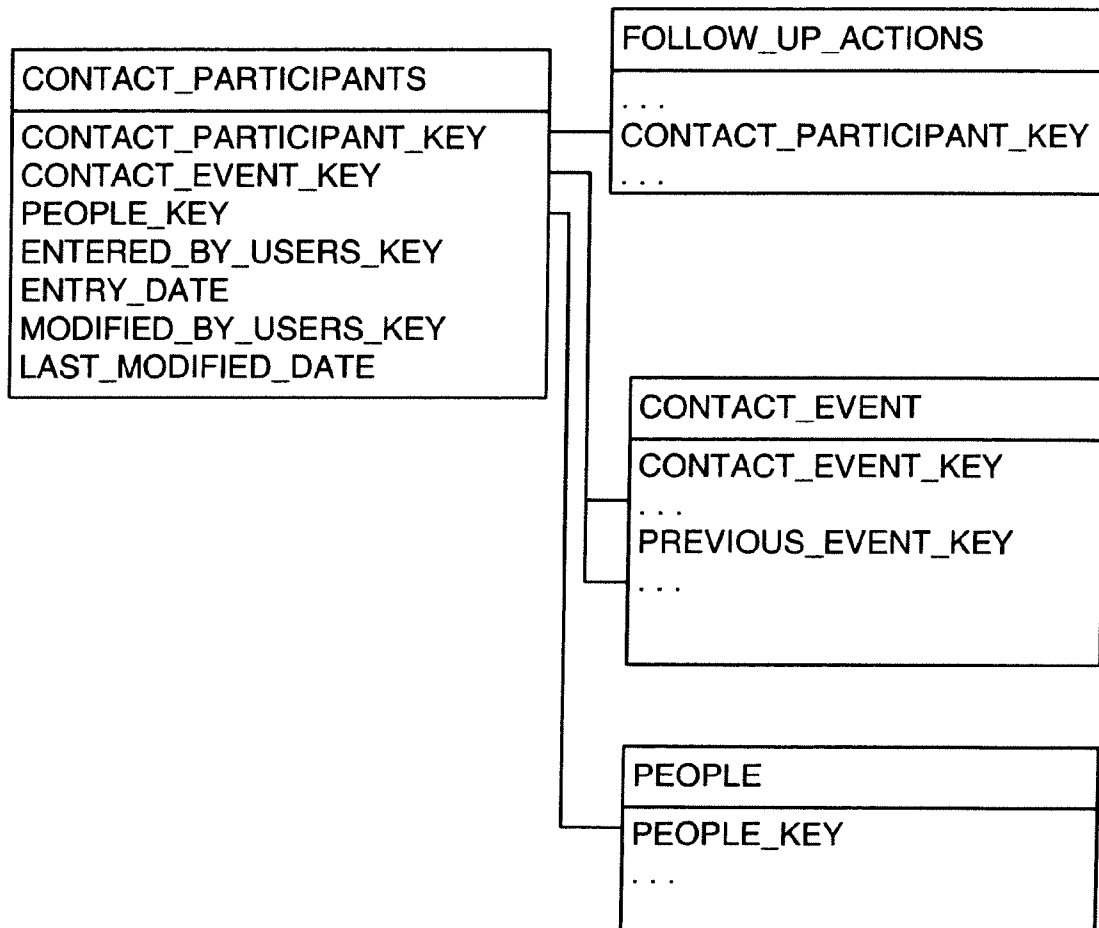 CONTACT_PARTICIPANTS
CONTACT_PARTICIPANT_KEY
CONTACT_EVENT_KEY
PEOPLE_KEY
ENTERED_BY_USERS_KEY
ENTRY_DATE
MODIFIED_BY_USERS_KEY
LAST_MODIFIED_DATE
FOLLOW_UP_ACTIONS
. . .
CONTACT_PARTICIPANT_KEY
. . .
CONTACT_EVENT
CONTACT_EVENT_KEY
. . .
PREVIOUS_EVENT_KEY
. . .
PEOPLE
PEOPLE_KEY
. . .